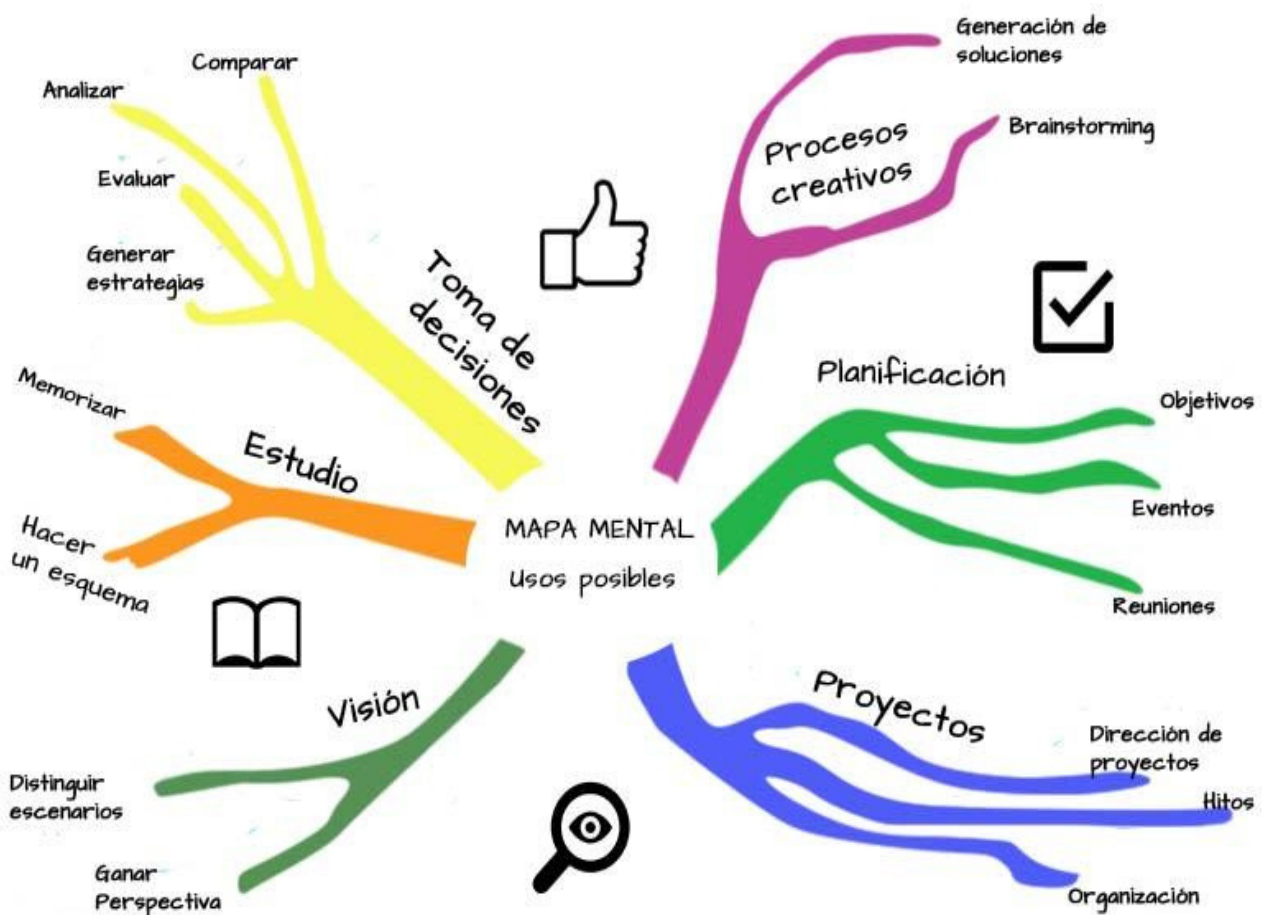 MAPA MENTAL
Usos posibles
Procesos
creativos
Generación de
soluciones
Brainstorming
Planificación
Objetivos
Eventos
Reuniones
Proyectos
Dirección de
proyectos
Hitos
Organización
Visión
Distinguir
escenarios
Ganar
Perspectiva
Estudio
Memorizar
Hacer
un esquema
Toma de
decisiones
Comparar
Analizar
Evaluar
Generar
estrategias